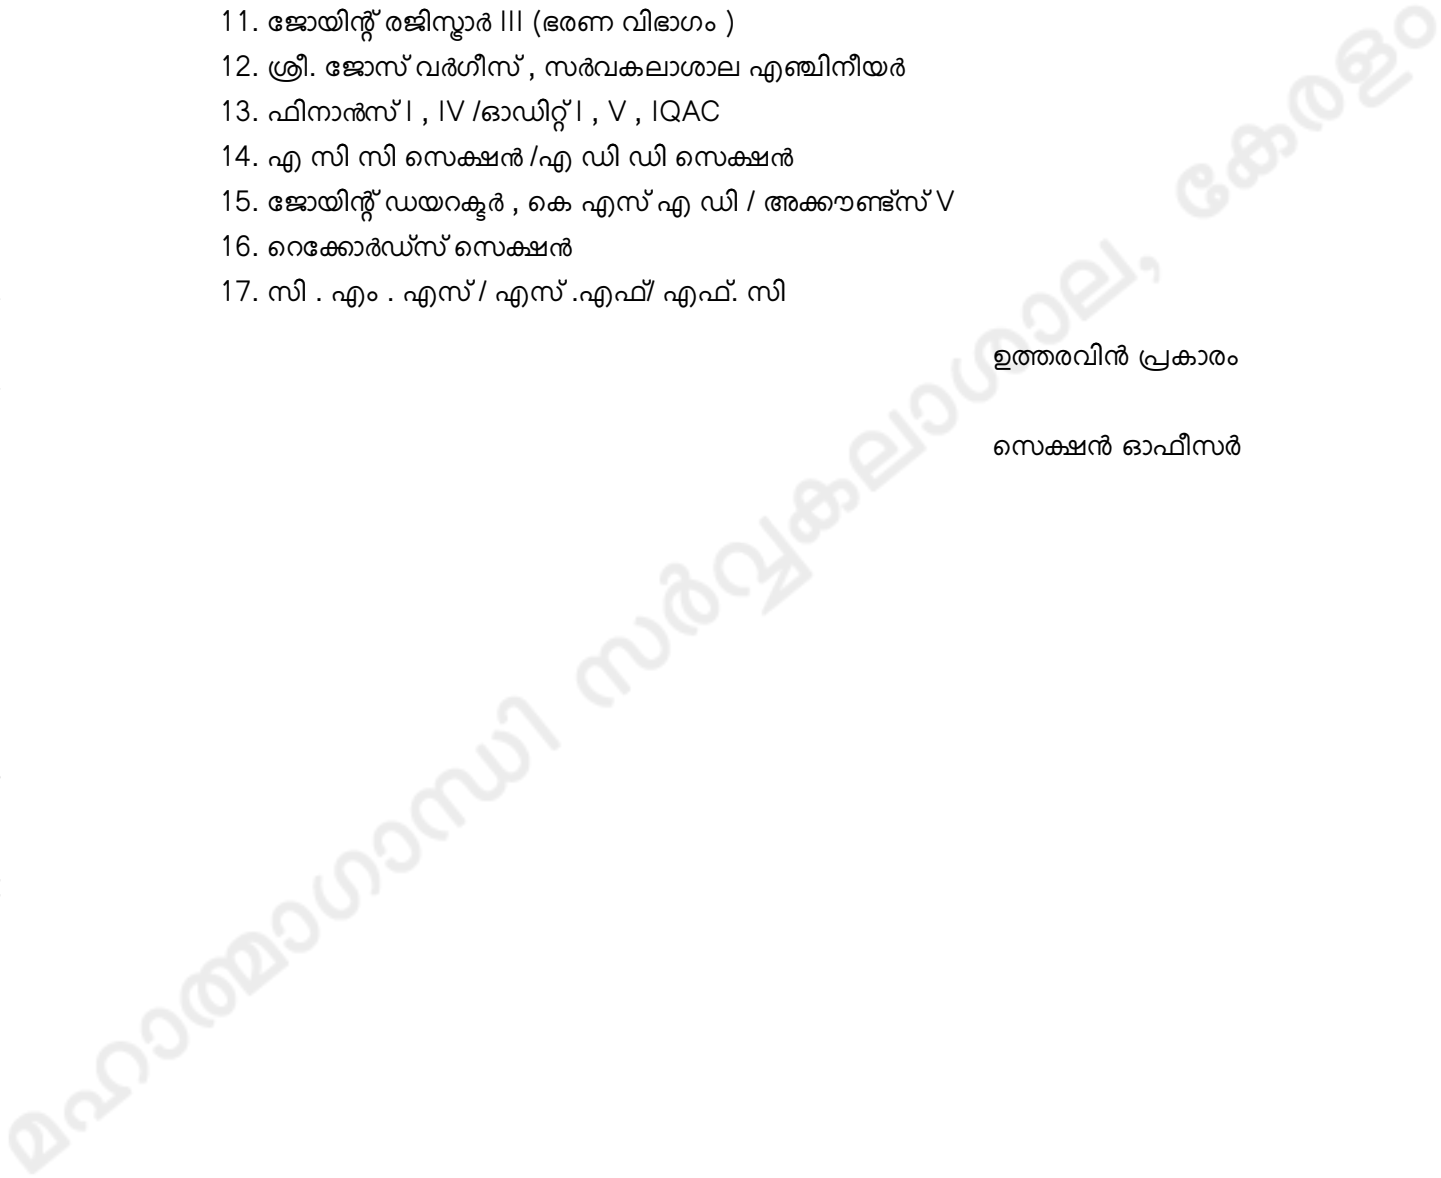 11. ജോയിന്റ് രജിസ്ട്രാർ III (ഭരണ വിഭാഗം )
12. ശ്രീ. ജോസ് വർഗീസ് , സർവകലാശാല എഞ്ചിനീയർ
13. ഫിനാൻസ് I , IV /ഓഡിറ്റ് I , V , IQAC
14. എ സി സി സെക്ഷൻ /എ ഡി ഡി സെക്ഷൻ
15. ജോയിന്റ് ഡയറക്ടർ , കെ എസ് എ ഡി / അക്കൗണ്ട്സ് V
16. റെക്കോർഡ്സ് സെക്ഷൻ
17. സി . എം . എസ് / എസ് .എഫ്/ എഫ്. സി
ഉത്തരവിൻ പ്രകാരം
സെക്ഷൻ ഓഫീസർ
മഹാത്മാഗാന്ധി സർവ്വകലാശാല, കേരളം